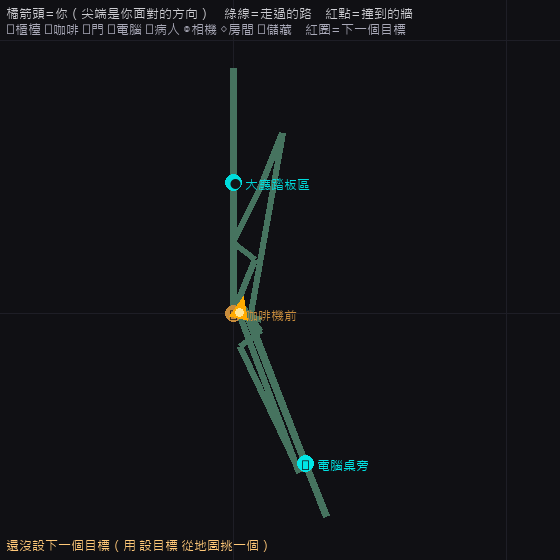 橘箭頭=你（尖端是你面對的方向） 綠線=走過的路 紅點=撞到的牆
櫃檯 咖啡 門 電腦 病人 相機 房間 儲藏 紅圈=下一個目標
大廳踏板區
咖啡機前
電腦桌旁
還沒設下一個目標（用 設目標 從地圖挑一個）